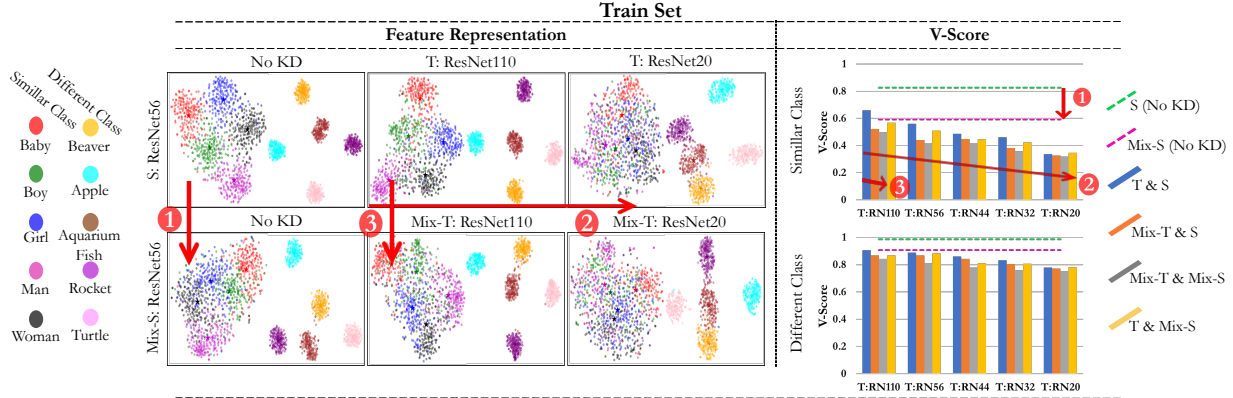 Train Set
Feature Representation
V-Score
Simillar Class
Different Class
Baby
Beaver
Boy
Apple
Girl
Aquarium
Fish
Man
Rocket
Woman
Turtle
No KD
T: ResNet110
T: ResNet20
S: ResNet56
1
3
2
No KD
Mix-T: ResNet110
Mix-T: ResNet20
Mix-S: ResNet56
Simillar Class
V-Score
1
0.8
0.6
0.4
0.2
0
1
2
3
T:RN110 T:RN56 T:RN44 T:RN32 T:RN20
Different Class
V-Score
1
0.8
0.6
0.4
0.2
0
T:RN110 T:RN56 T:RN44 T:RN32 T:RN20
S (No KD)
Mix-S (No KD)
T & S
Mix-T & S
Mix-T & Mix-S
T & Mix-S